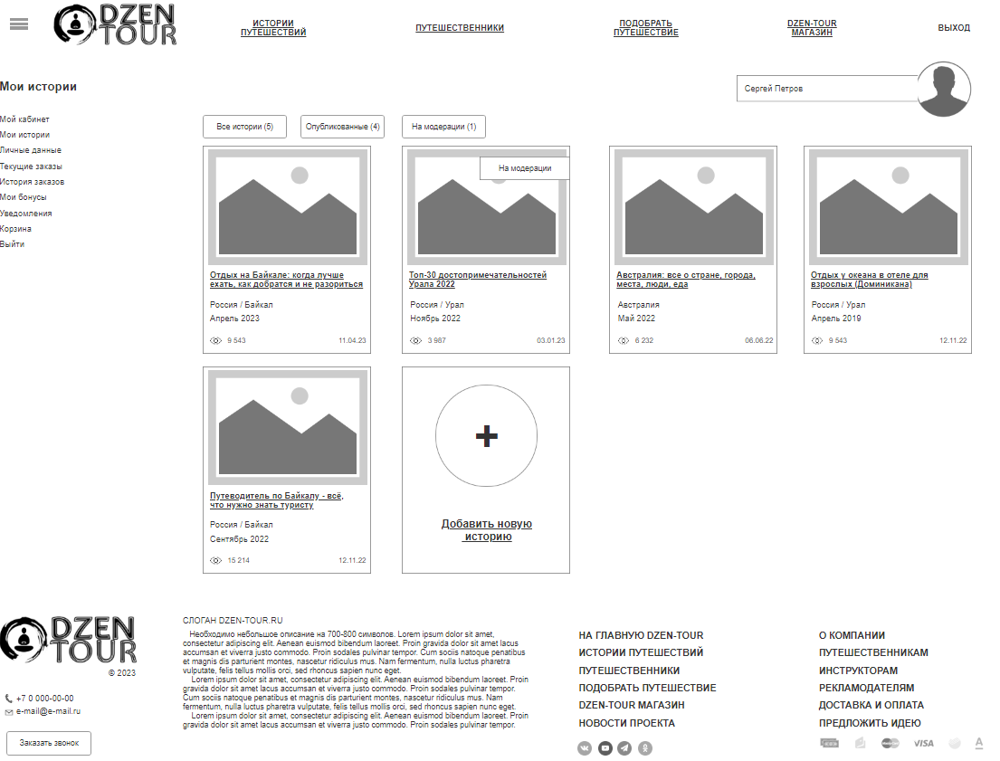 DZEN
TOUR
ИСТОРИИ
ПУТЕШЕСТВИЙ
ПУТЕШЕСТВЕННИКИ
ПОДОБРАТЬ
ПУТЕШЕСТВИЕ
DZEN-TOUR
МАГАЗИН
ВЫХОД
Мои истории
Сергей Петров
Мой кабинет
Мои истории
Личные данные
Текущие заказы
История заказов
Мои бонусы
Уведомления
Корзина
Выйти
Все истории (5)
Опубликованные (4)
На модерации (1)
Отдых на Байкале: когда лучше
ехать, как добратся и не разориться
Россия / Байкал
Апрель 2023
9 543
11.04.23
На модерации
Топ-30 достопримечательностей
Урала 2022
Россия / Урал
Ноябрь 2022
3 987
03.01.23
Австралия: все о стране, города,
места, люди, еда
Австралия
Май 2022
6 232
06.06.22
Отдых у океана в отеле для
взрослых (Доминикана)
Россия / Урал
Апрель 2019
9 543
12.11.22
Путеводитель по Байкалу - всё,
что нужно знать туристу
Россия / Байкал
Сентябрь 2022
15 214
12.11.22
Добавить новую
историю
DZEN
TOUR
© 2023
+7 0 000-00-00
e-mail@e-mail.ru
Заказать звонок
СЛОГАН DZEN-TOUR.RU
Необходимо небольшое описание на 700-800 символов. Lorem ipsum dolor sit amet,
consectetur adipiscing elit. Aenean euismod bibendum laoreet. Proin gravida dolor sit amet lacus
accumsan et viverra justo commodo. Proin sodales pulvinar tempor. Cum sociis natoque penatibus
et magnis dis parturient montes, nascetur ridiculus mus. Nam fermentum, nulla luctus pharetra
vulputate, felis tellus mollis orci, sed rhoncus sapien nunc eget.
Lorem ipsum dolor sit amet, consectetur adipiscing elit. Aenean euismod bibendum laoreet. Proin
gravida dolor sit amet lacus accumsan et viverra justo commodo. Proin sodales pulvinar tempor.
Cum sociis natoque penatibus et magnis dis parturient montes, nascetur ridiculus mus. Nam
fermentum, nulla luctus pharetra vulputate, felis tellus mollis orci, sed rhoncus sapien nunc eget.
Lorem ipsum dolor sit amet, consectetur adipiscing elit. Aenean euismod bibendum laoreet. Proin
gravida dolor sit amet lacus accumsan et viverra justo commodo. Proin sodales pulvinar tempor.
НА ГЛАВНУЮ DZEN-TOUR
ИСТОРИИ ПУТЕШЕСТВИЙ
ПУТЕШЕСТВЕННИКИ
ПОДОБРАТЬ ПУТЕШЕСТВИЕ
DZEN-TOUR МАГАЗИН
НОВОСТИ ПРОЕКТА
О КОМПАНИИ
ПУТЕШЕСТВЕННИКАМ
ИНСТРУКТОРАМ
РЕКЛАМОДАТЕЛЯМ
ДОСТАВКА И ОПЛАТА
ПРЕДЛОЖИТЬ ИДЕЮ
VISA